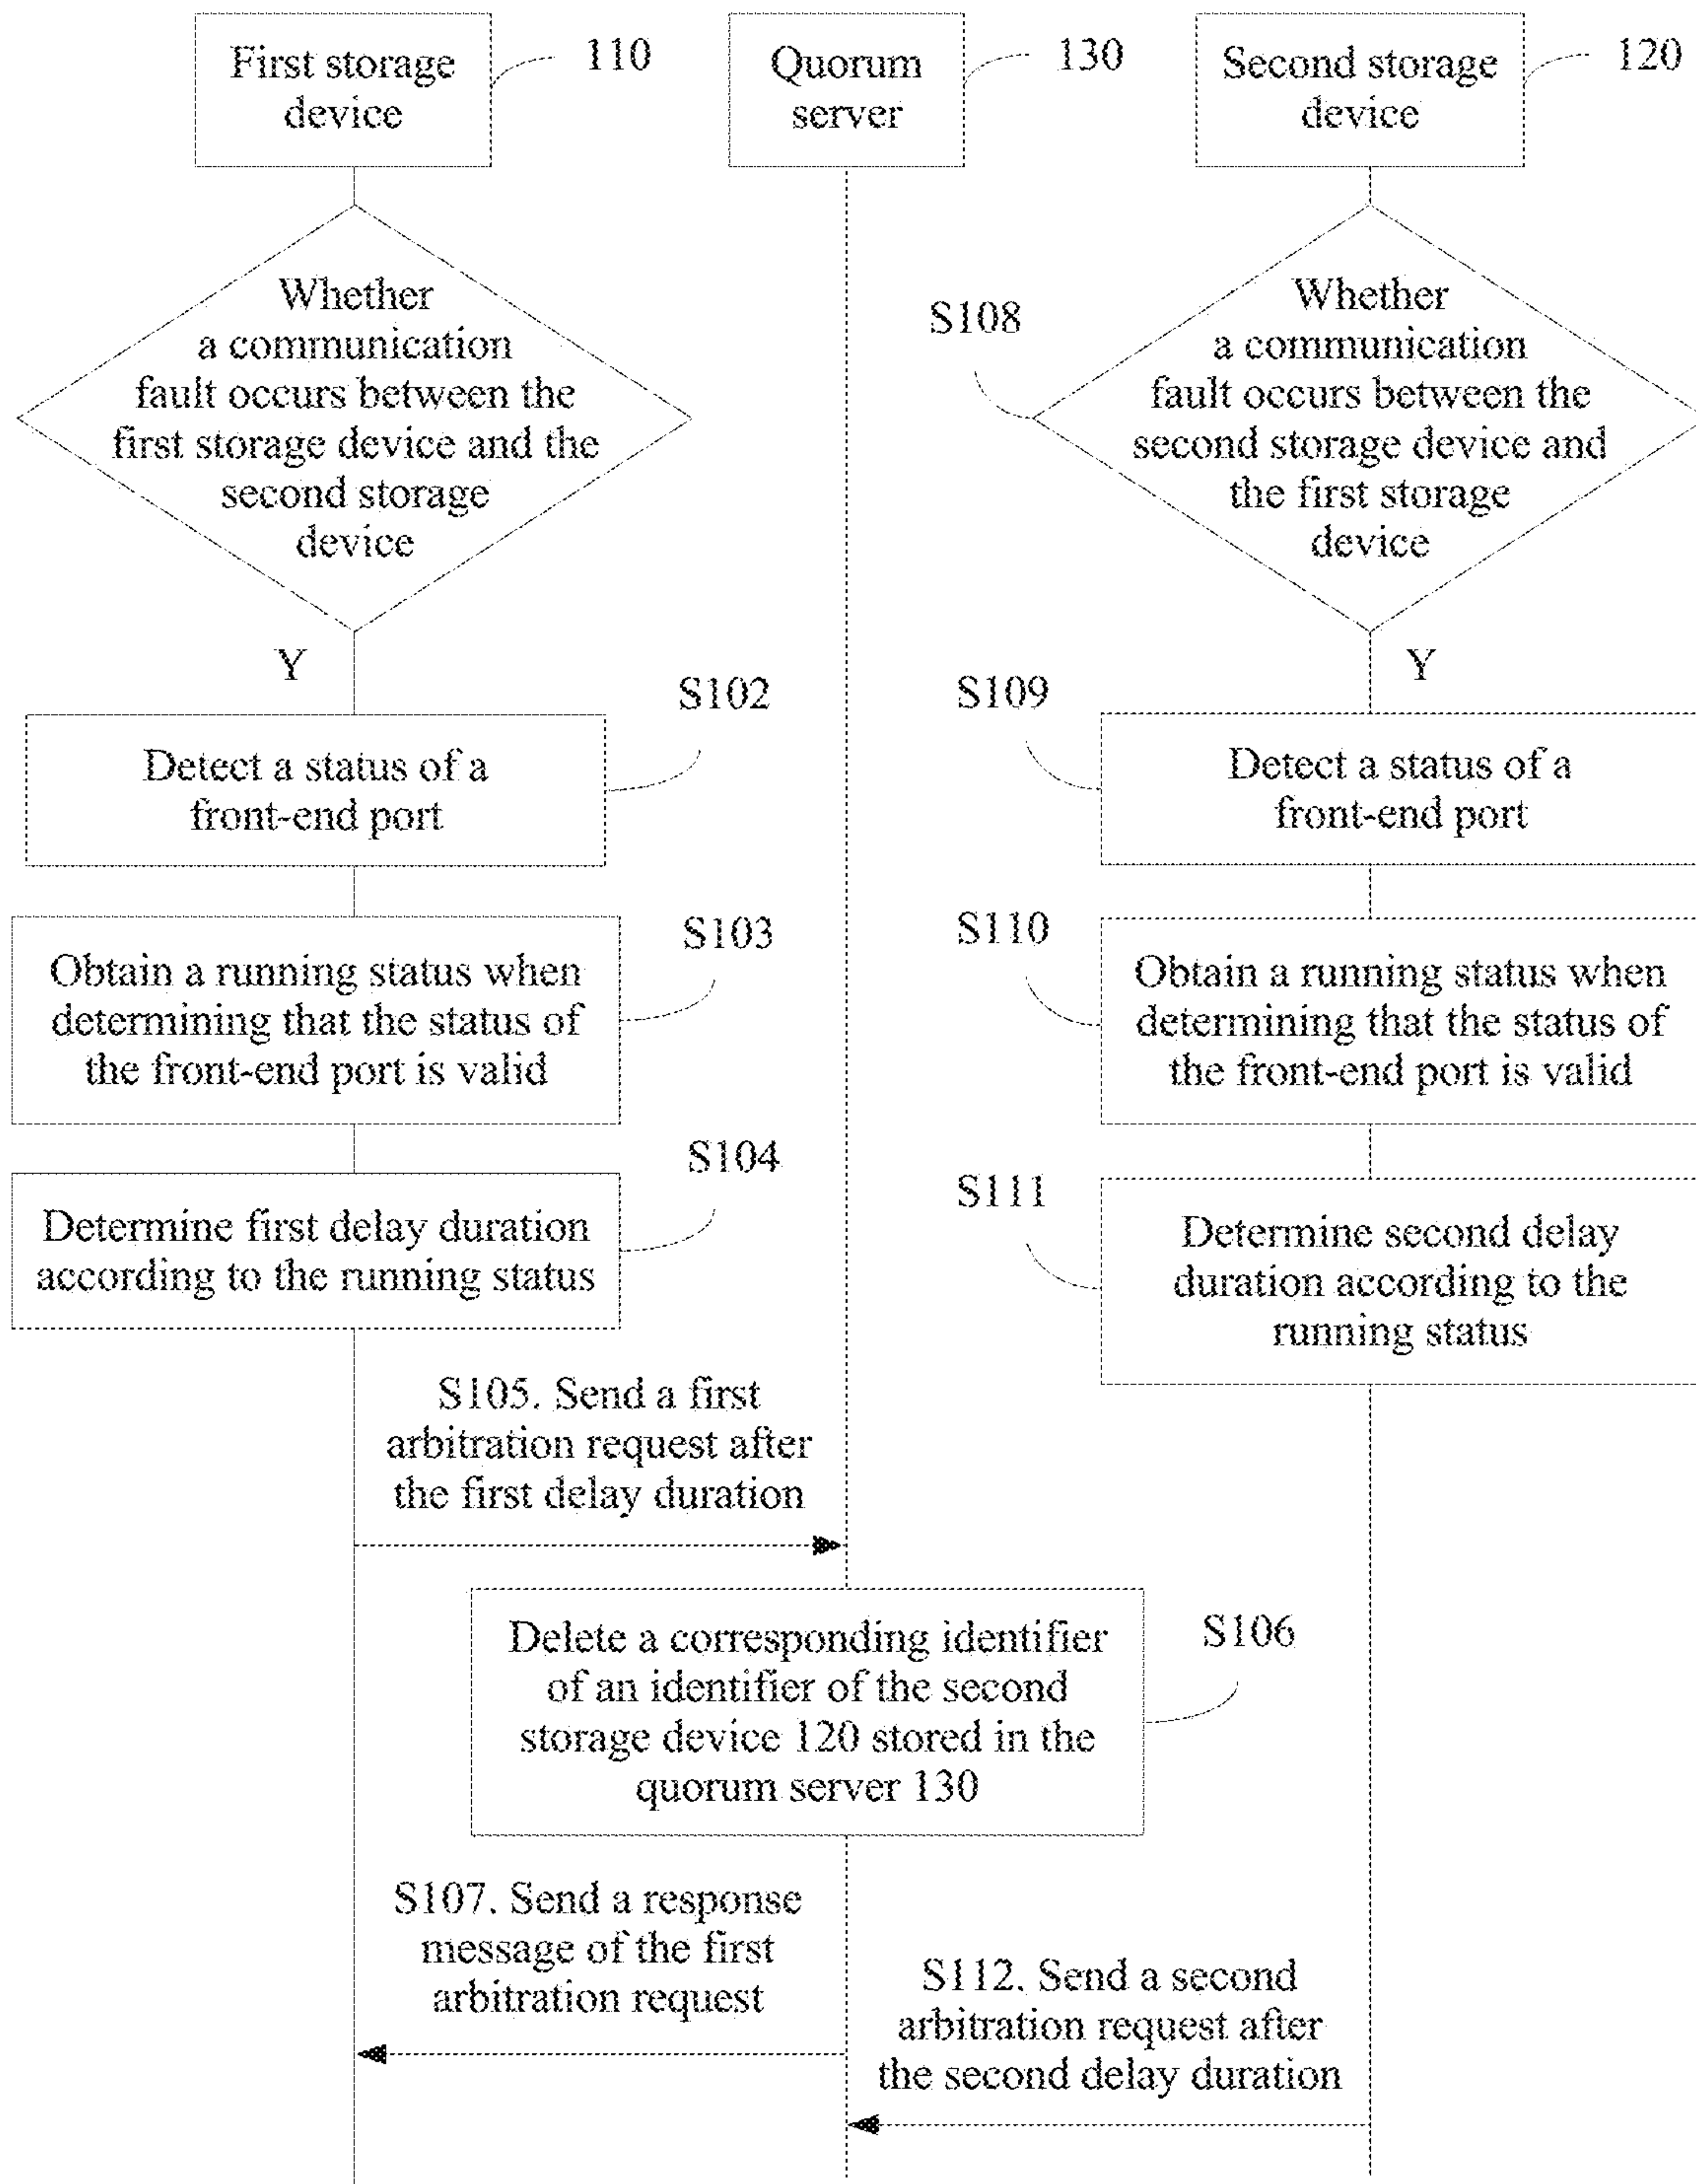 First storage
device
110
Quorum
server
130
Second storage
device
120
Whether
a communication
fault occurs between the
first storage device and the
second storage
device
Y
S108
Whether
a communication
fault occurs between the
second storage device and
the first storage
device
Y
S102
Detect a status of a
front-end port
S109
Detect a status of a
front-end port
S103
Obtain a running status when
determining that the status of
the front-end port is valid
S110
Obtain a running status when
determining that the status of
the front-end port is valid
S104
Determine first delay duration
according to the running status
S111
Determine second delay
duration according to the
running status
S105. Send a first
arbitration request after
the first delay duration
Delete a corresponding identifier
of an identifier of the second
storage device 120 stored in the
quorum server 130
S106
S107. Send a response
message of the first
arbitration request
S112. Send a second
arbitration request after
the second delay duration